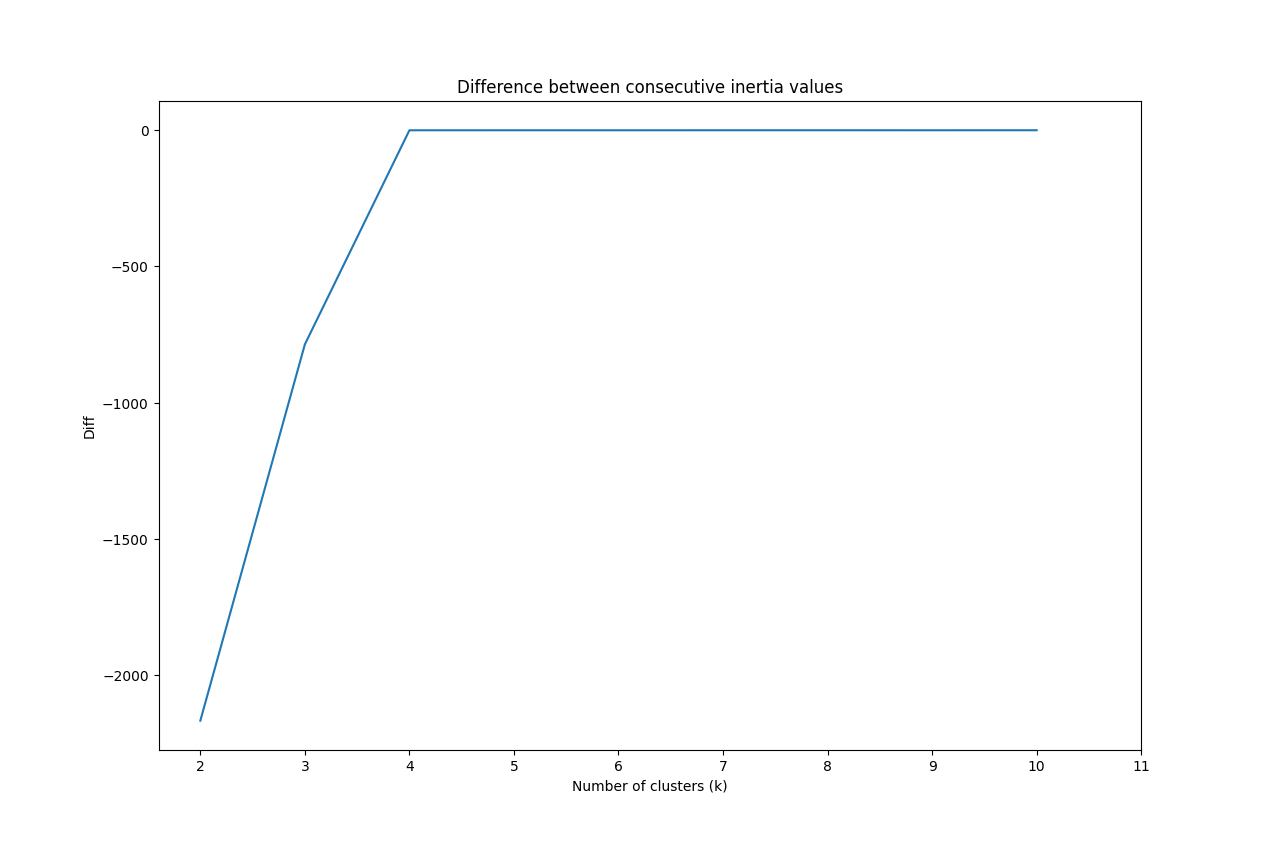 Difference between consecutive inertia values
0
−500
−1000
−1500
−2000
Diff
2 3 4 5 6 7 8 9 10 11
Number of clusters (k)